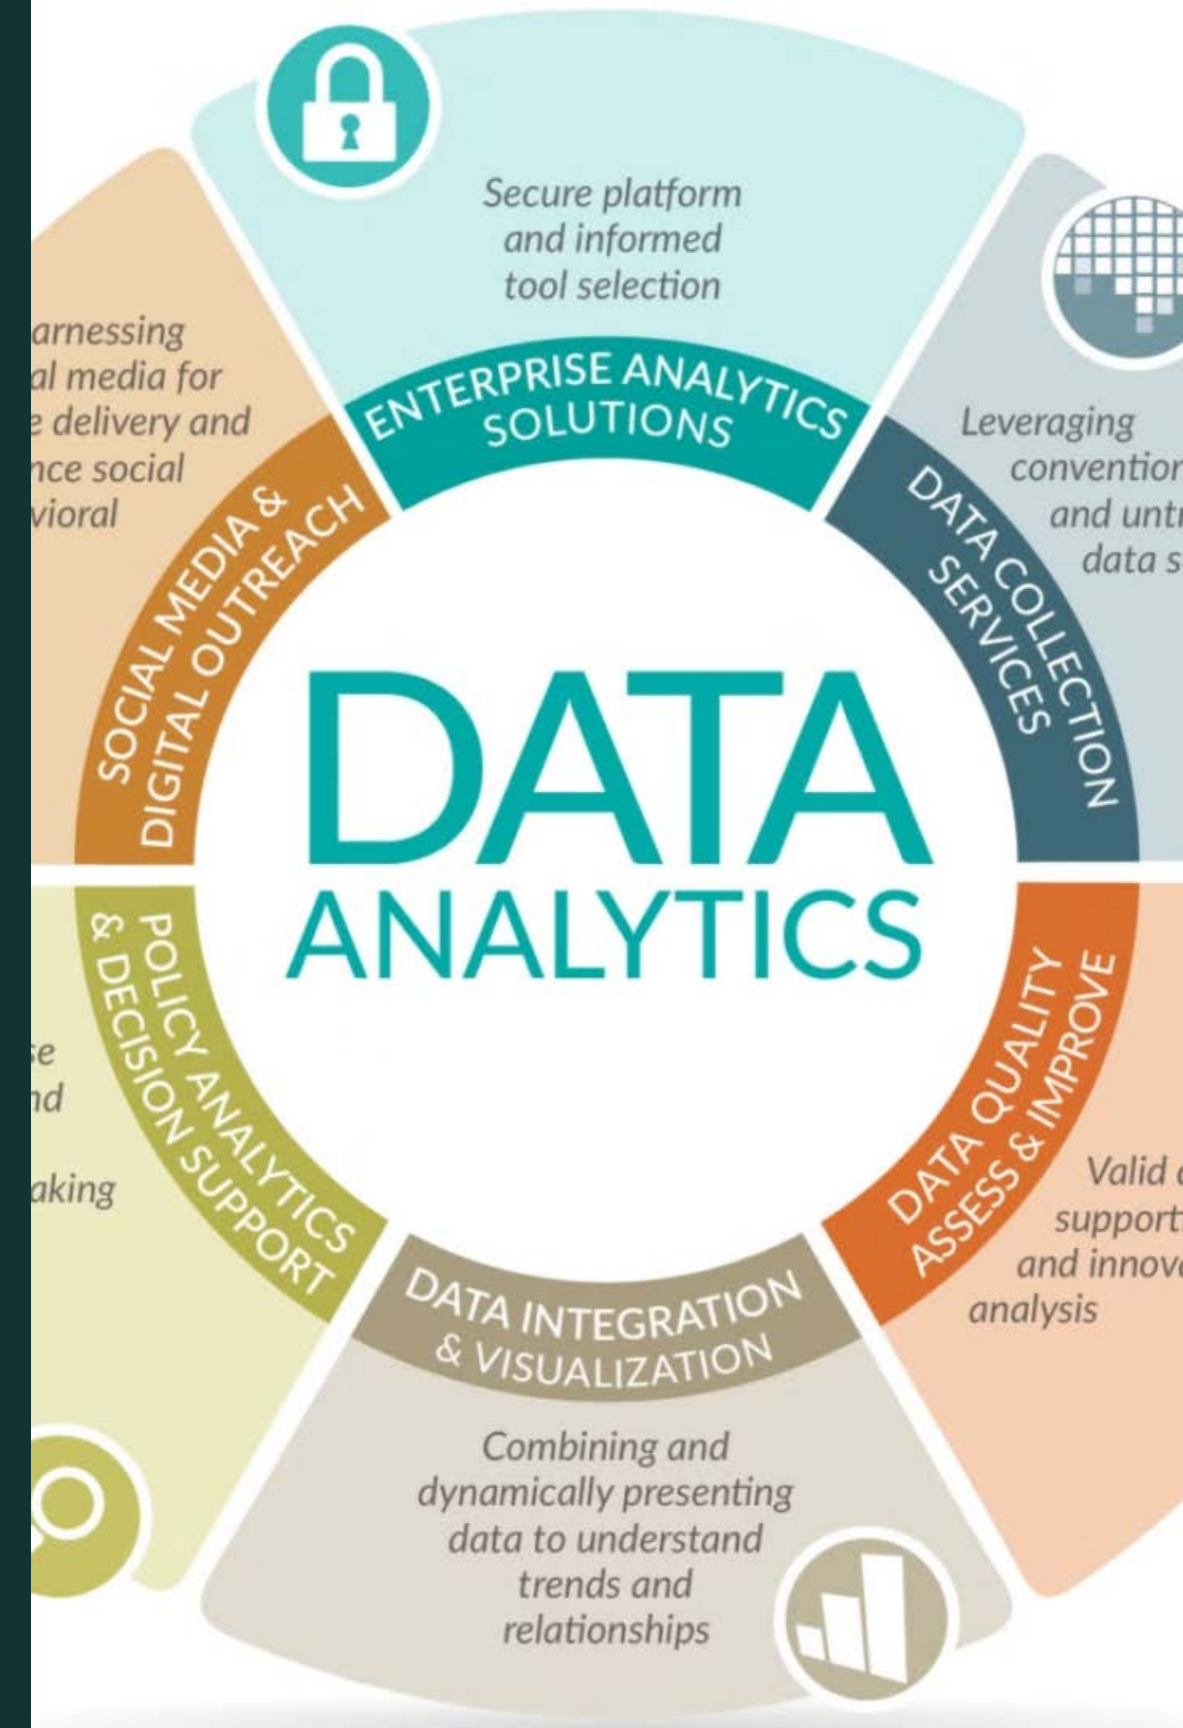 Secure platform
and informed
tool selection
ENTERPRISE ANALYTICS
SOLUTIONS
Leveraging
and
data
DATA COLLECTION
SERVICES
DATA QUALITY
ASSESS & IMPROVE
Valid
and
analysis
DATA INTEGRATION
& VISUALIZATION
Combining and
dynamically presenting
data to understand
trends and
relationships
POLICY ANALYTICS
& DECISION SUPPORT
SOCIAL MEDIA &
DIGITAL OUTREACH
media for
delivery and
social
DATA
ANALYTICS